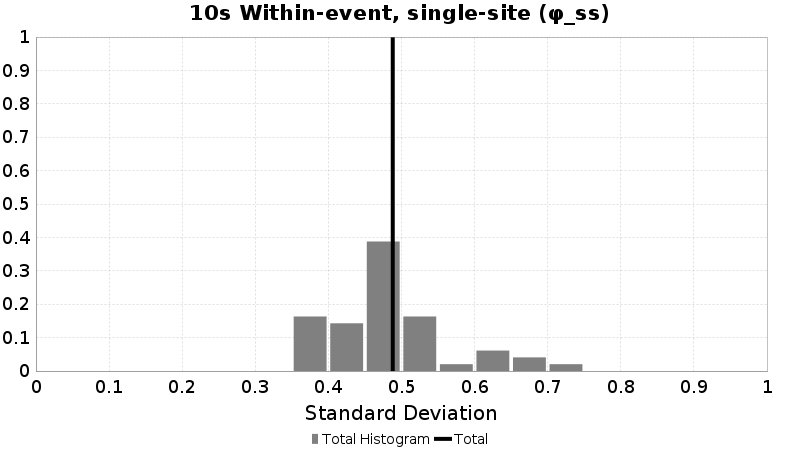 10s Within-event, single-site (φ_ss)
1
0.9
0.8
0.7
0.6
0.5
0.4
0.3
0.2
0.1
0
0 0.1 0.2 0.3 0.4 0.5 0.6 0.7 0.8 0.9 1
Standard Deviation
Total Histogram Total